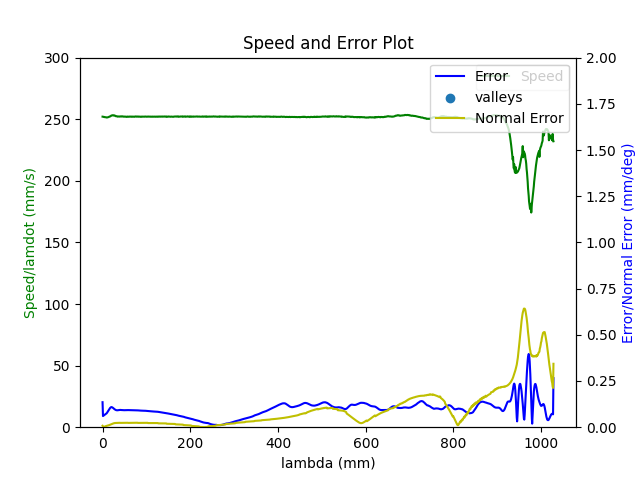 Speed and Error Plot
300
250
200
150
100
50
0
Speed/lamdot (mm/s)
2.00
1.75
1.50
1.25
1.00
0.75
0.50
0.25
0.00
Error/Normal Error (mm/deg)
Error
Speed
valleys
Normal Error
0 200 400 600 800 1000
lambda (mm)